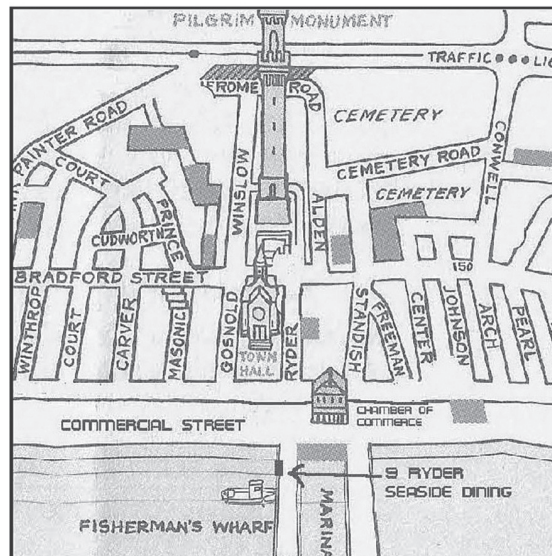 PILGRIM MONUMENT
TRAFFIC
JEROME ROAD
CEMETERY
PAINTER ROAD
COURT
WINSLOW
CEMETERY ROAD
CONWELL
ALDEN
CEMETERY
PRINCE
CUDWORTH
150
BRADFORD STREET
WINTHROP
COURT
CARVER
MASONIC
GOSNOLD
RYDER
STANDISH
FREEMAN
CENTER
JOHNSON
ARCH
PEARL
TOWN
HALL
CHAMBER OF
COMMERCE
COMMERCIAL STREET
9 RYDER
SEASIDE DINING
FISHERMAN'S WHARF